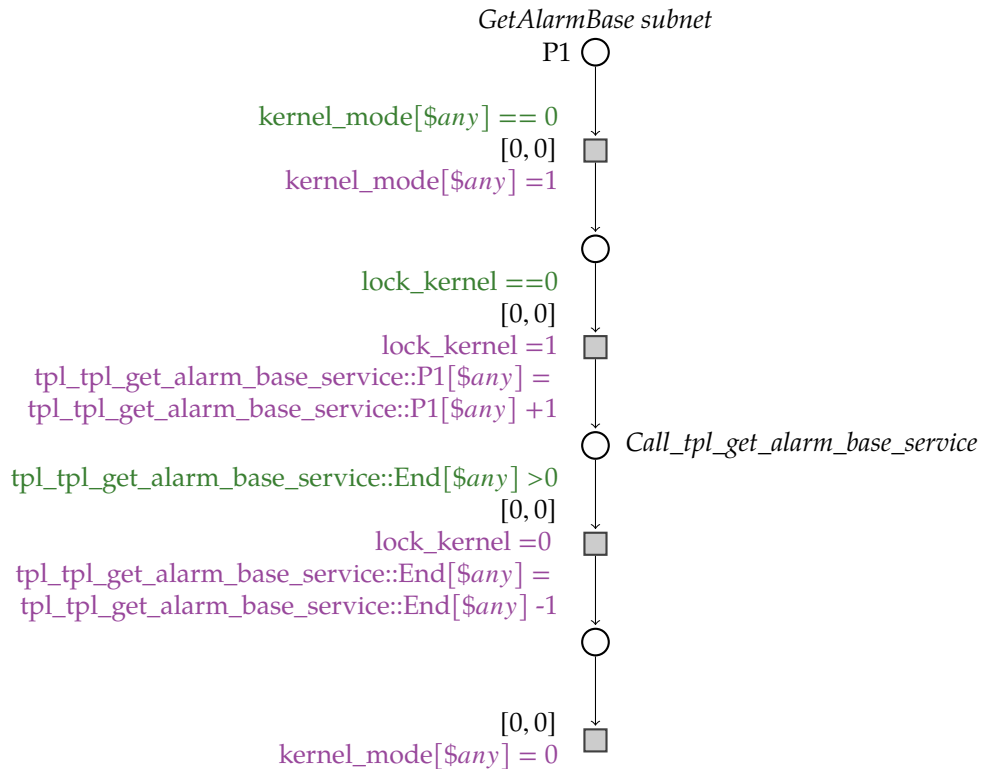 GetAlarmBase subnet
P1
kernel_mode[$any] == 0
[0, 0]
kernel_mode[$any] =1
lock_kernel ==0
[0, 0]
lock_kernel =1
tpl_tpl_get_alarm_base_service::P1[$any] =
tpl_tpl_get_alarm_base_service::P1[$any] +1
Call_tpl_get_alarm_base_service
tpl_tpl_get_alarm_base_service::End[$any] >0
[0, 0]
lock_kernel =0
tpl_tpl_get_alarm_base_service::End[$any] =
tpl_tpl_get_alarm_base_service::End[$any] -1
[0, 0]
kernel_mode[$any] = 0